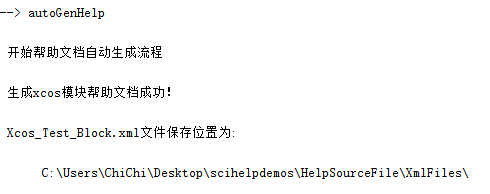 --> autoGenHelp
开始帮助文档自动生成流程
生成xcos模块帮助文档成功!
Xcos_Test_Block.xml文件保存位置为:
C:\Users\ChiChi\Desktop\scihelpdemos\HelpSourceFile\XmlFiles\